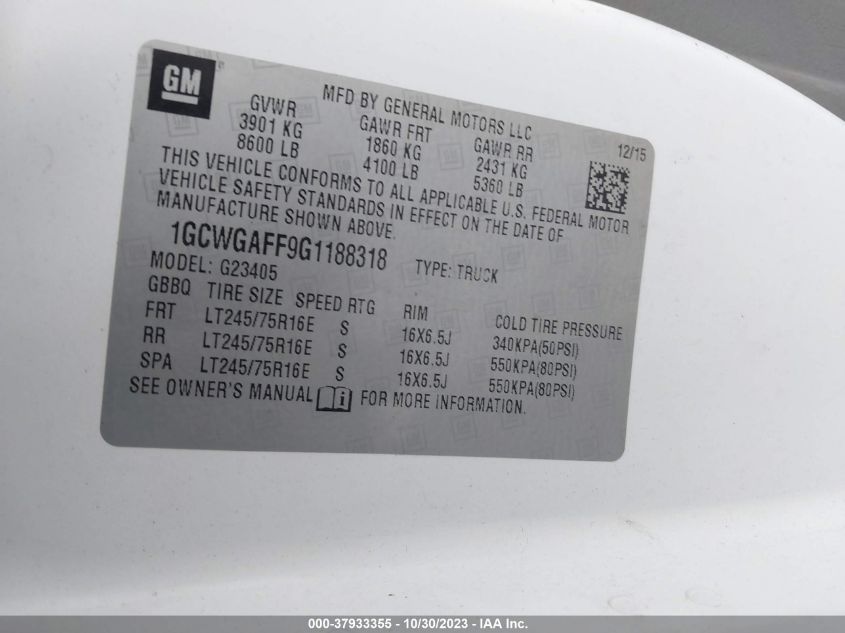 GM
MFD BY GENERAL MOTORS LLC
12/15
GVWR GAWR FRT GAWR RR
3901 KG 1860 KG 2431 KG
8600 LB 4100 LB 5360 LB
THIS VEHICLE CONFORMS TO ALL APPLICABLE U.S. FEDERAL MOTOR
VEHICLE SAFETY STANDARDS IN EFFECT ON THE DATE OF
MANUFACTURE SHOWN ABOVE.
1GCWGAFF9G1188318 TYPE: TRUCK
MODEL: G23405
GBBQ TIRE SIZE SPEED RTG RIM COLD TIRE PRESSURE
FRT LT245/75R16E S 16X6.5J 340KPA(50PSI)
RR LT245/75R16E S 16X6.5J 550KPA(80PSI)
SPA LT245/75R16E S 16X6.5J 550KPA(80PSI)
SEE OWNER'S MANUAL i FOR MORE INFORMATION.
000-37933355 - 10/30/2023 - IAA Inc.